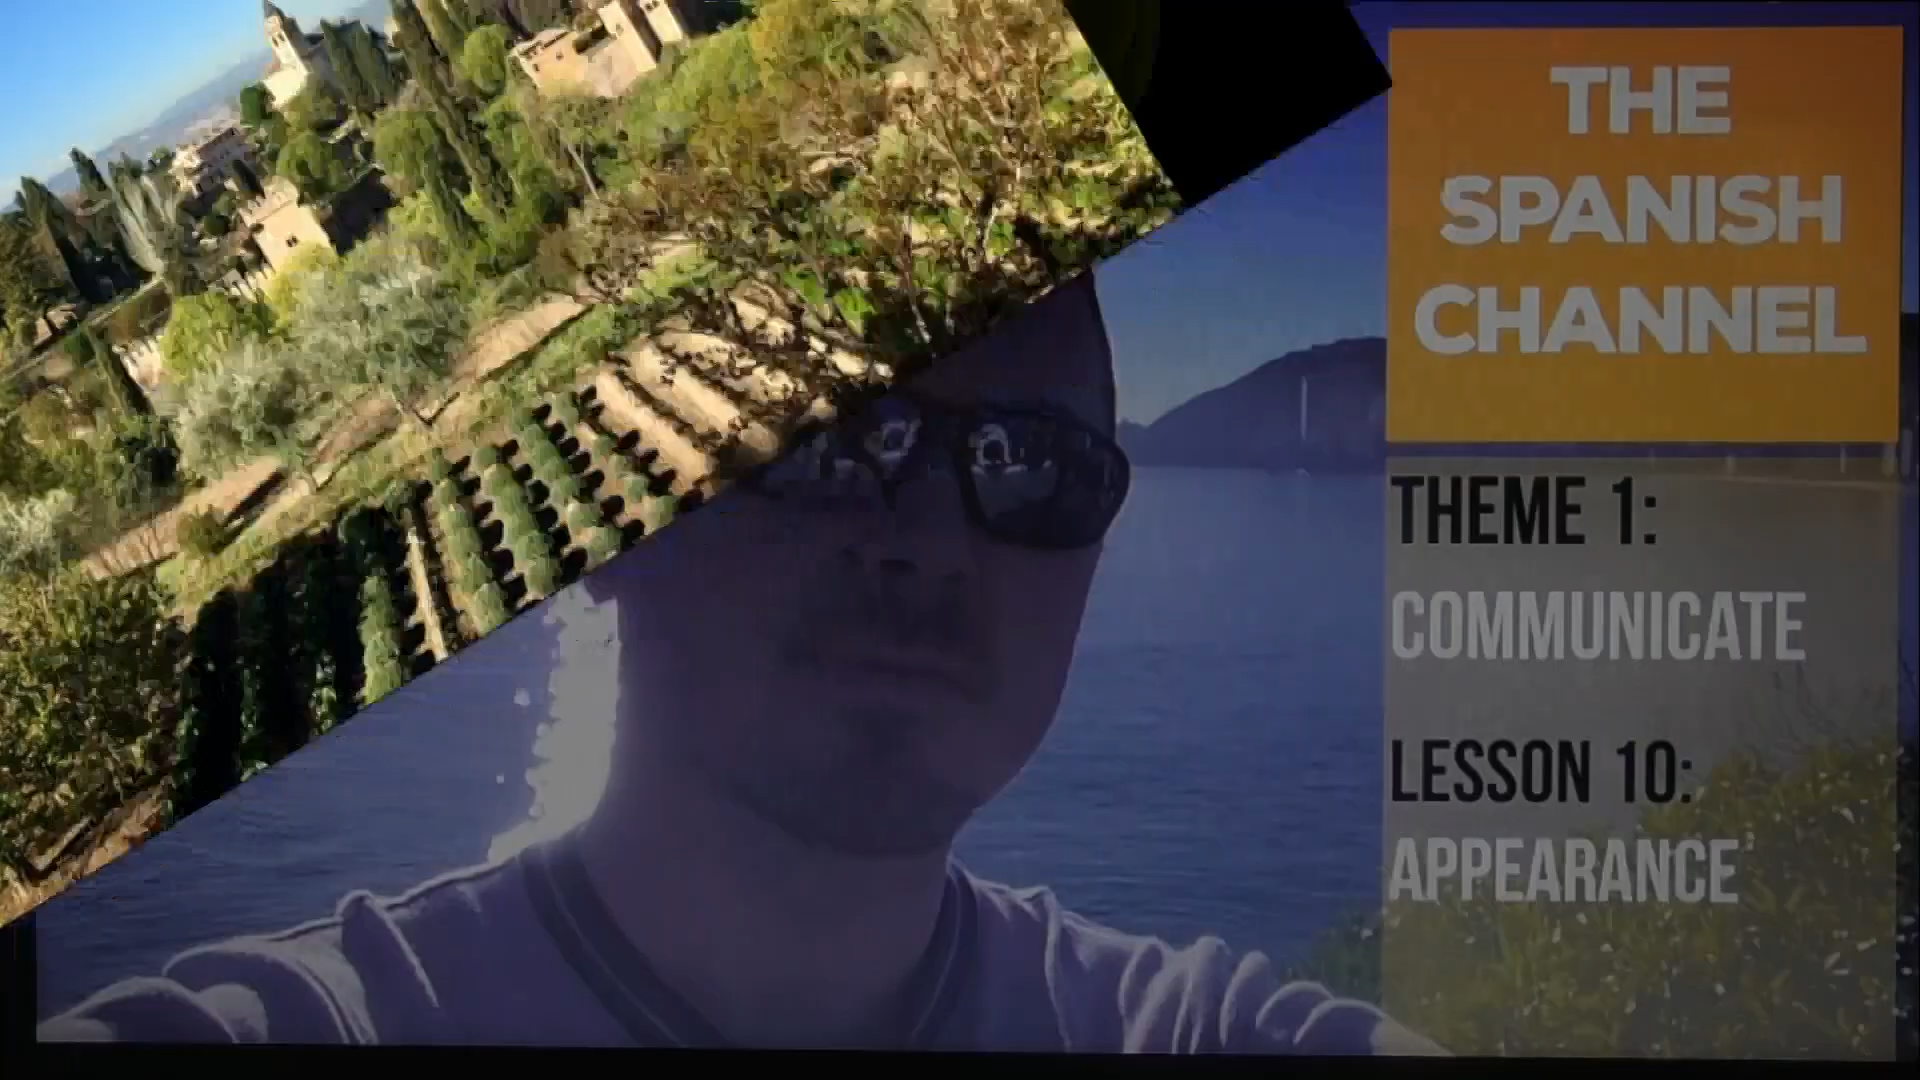 THE
SPANISH
CHANNEL
THEME 1:
COMMUNICATE
LESSON 10:
APPEARANCE